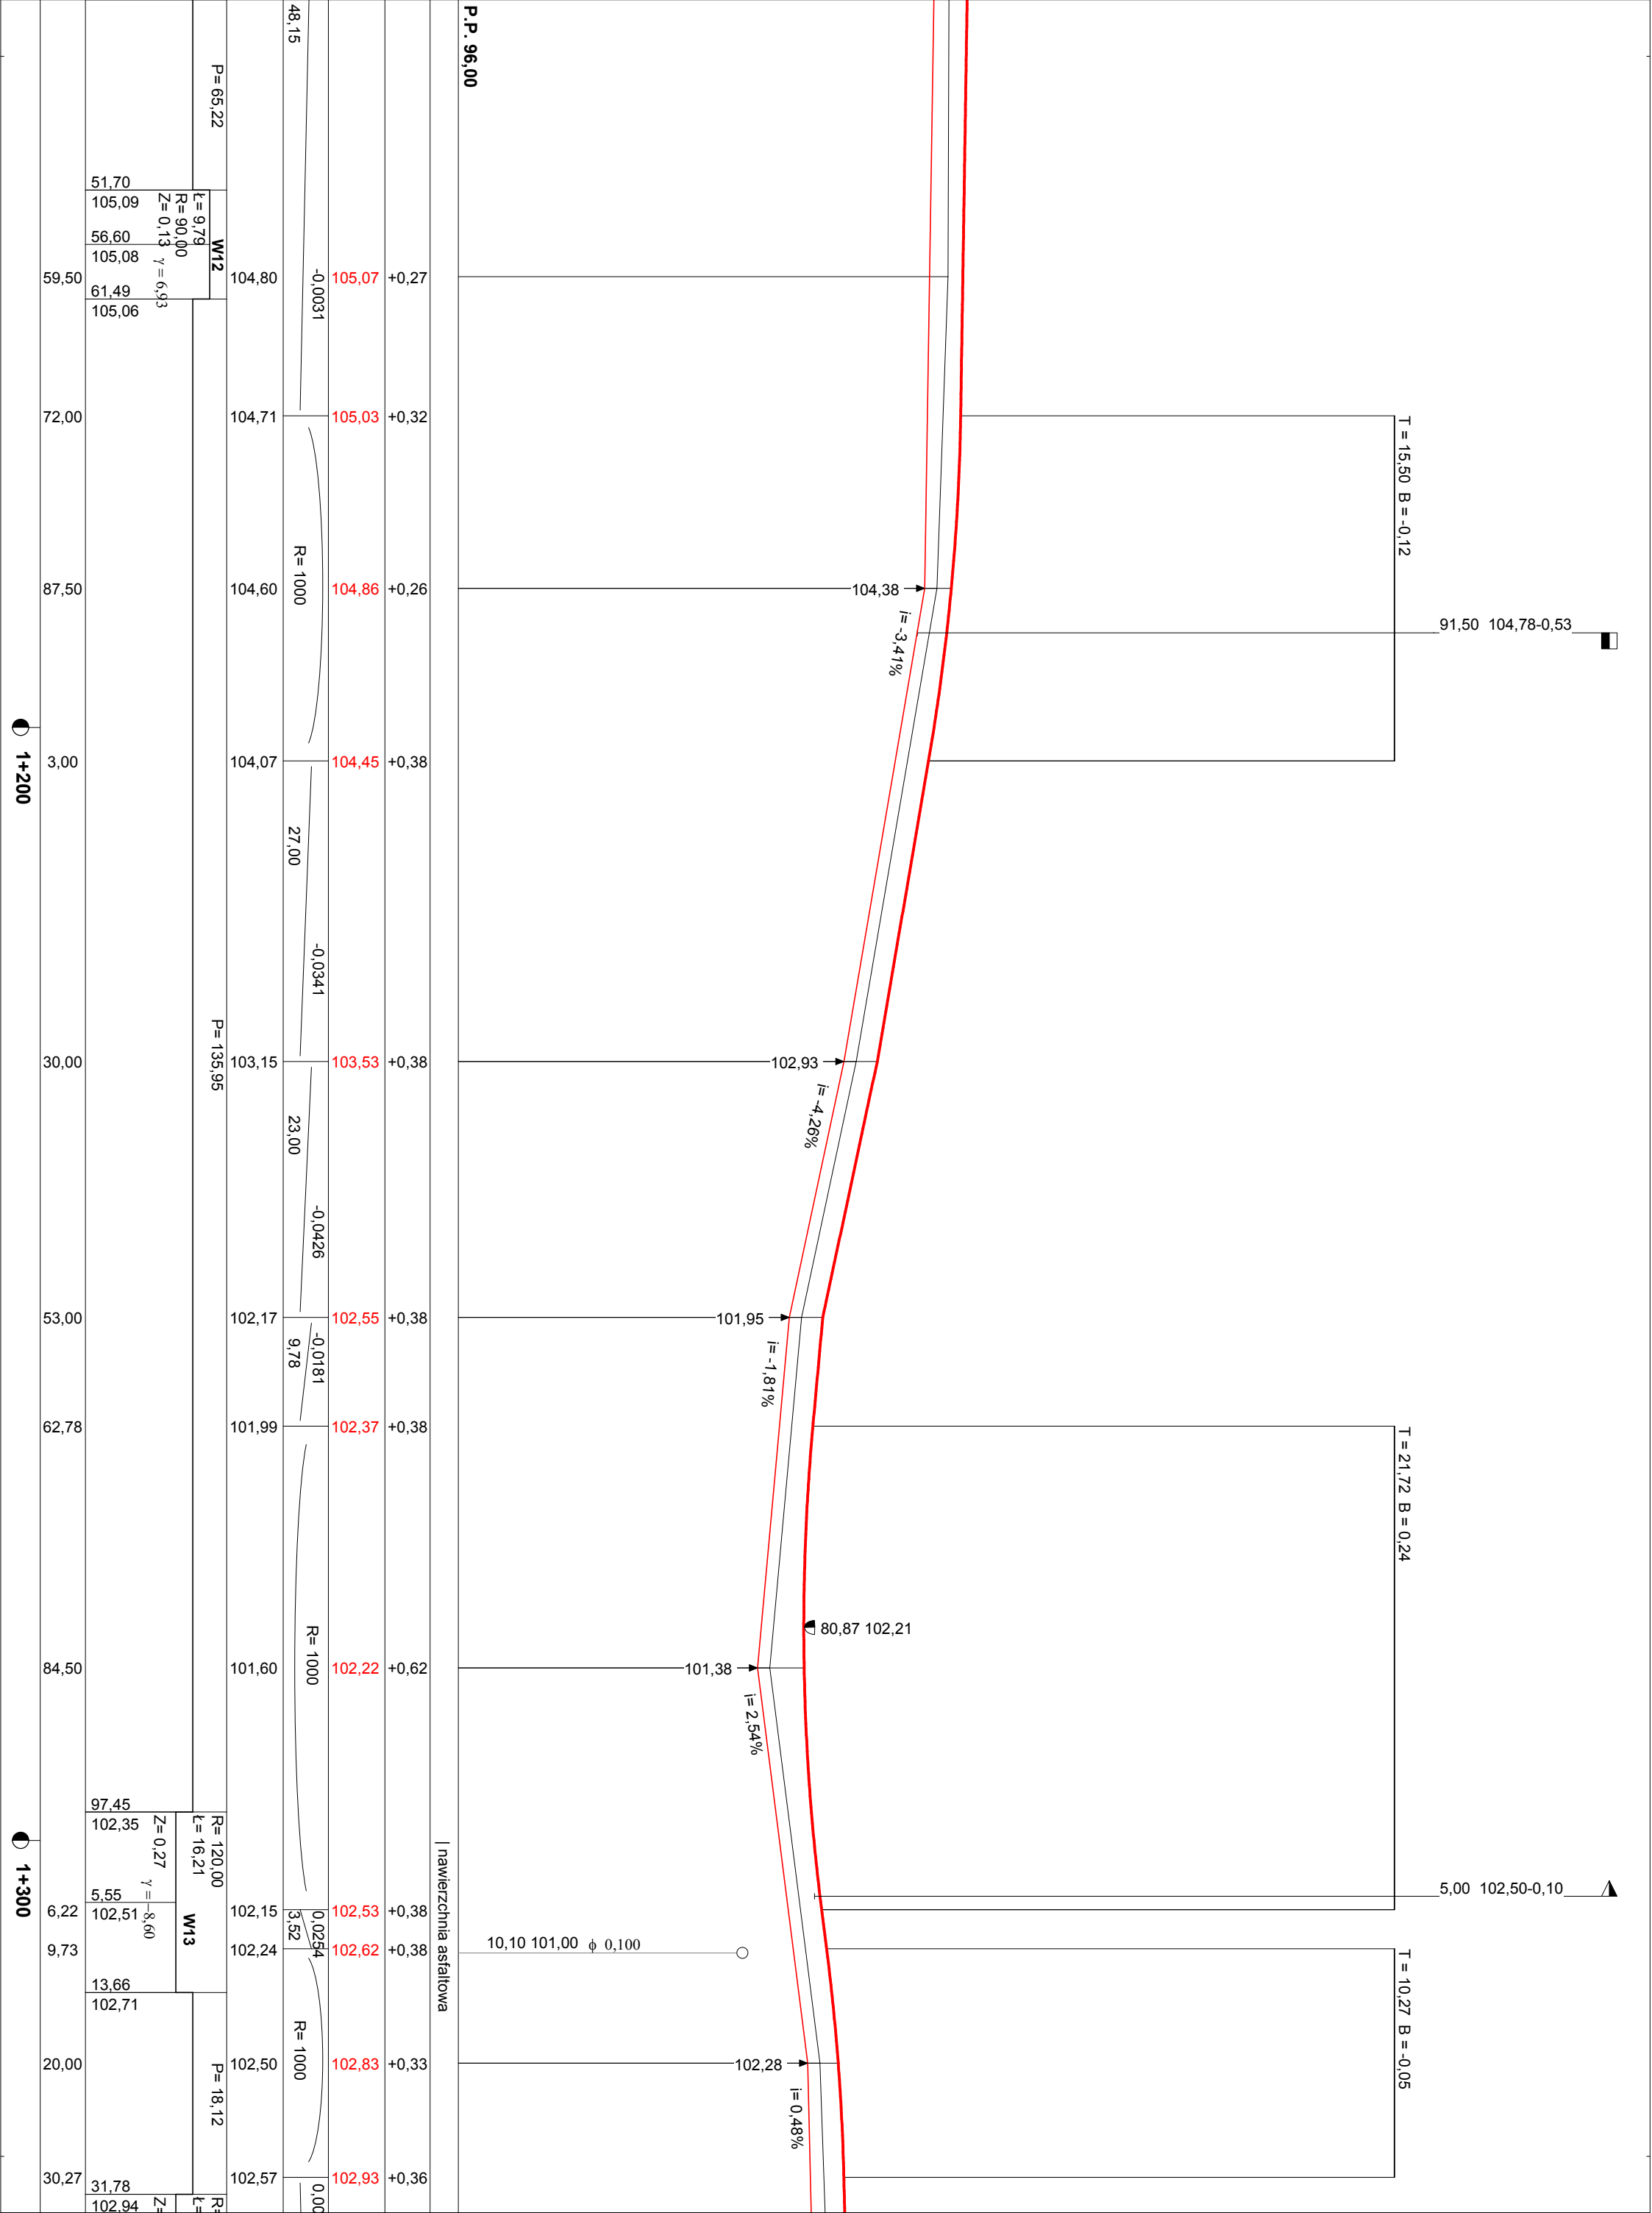 P.P. 96,00
48,15
P= 65,22
51,70
105,09
56,60
105,08
61,49
105,06
Ł= 9,79
R= 90,00
Z= 0,13 γ = 6,93
W12
59,50 104,80 -0,0031 105,07 +0,27
72,00 104,71 105,03 +0,32
T = 15,50 B = -0,12
R= 1000
87,50 104,60 104,86 +0,26 104,38
i= -3,41%
91,50 104,78-0,53
1+200
3,00 104,07 104,45 +0,38
27,00
-0,0341
P= 135,95
30,00 103,15 103,53 +0,38 102,93
i= -4,26%
23,00
-0,0426
53,00 102,17 102,55 +0,38 101,95
i= -1,81%
9,78
-0,0181
62,78 101,99 102,37 +0,38
T = 21,72 B = 0,24
80,87 102,21
R= 1000
84,50 101,60 102,22 +0,62 101,38
i= 2,54%
97,45
102,35
R= 120,00
Ł= 16,21
Z= 0,27 γ = -8,60
W13
1+300
nawierzchnia asfaltowa
5,55
102,51
5,00 102,50-0,10
6,22 102,15 102,53 +0,38
3,52
0,0254
9,73 102,24 102,62 +0,38
10,10 101,00 ϕ 0,100
T = 10,27 B = -0,05
13,66
102,71
R= 1000
20,00 102,50 102,83 +0,33 102,28
P= 18,12
i= 0,48%
30,27 102,57 102,93 +0,36
31,78
102,94
Z=
Ł=
R=
0,00